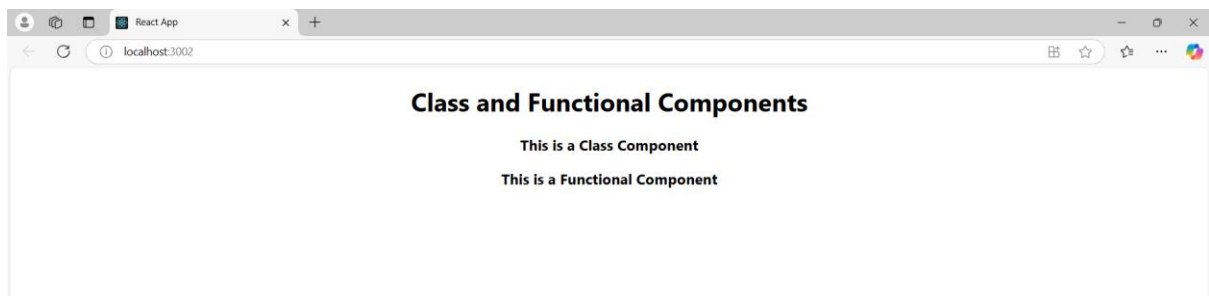 React App
localhost:3002
Class and Functional Components
This is a Class Component
This is a Functional Component